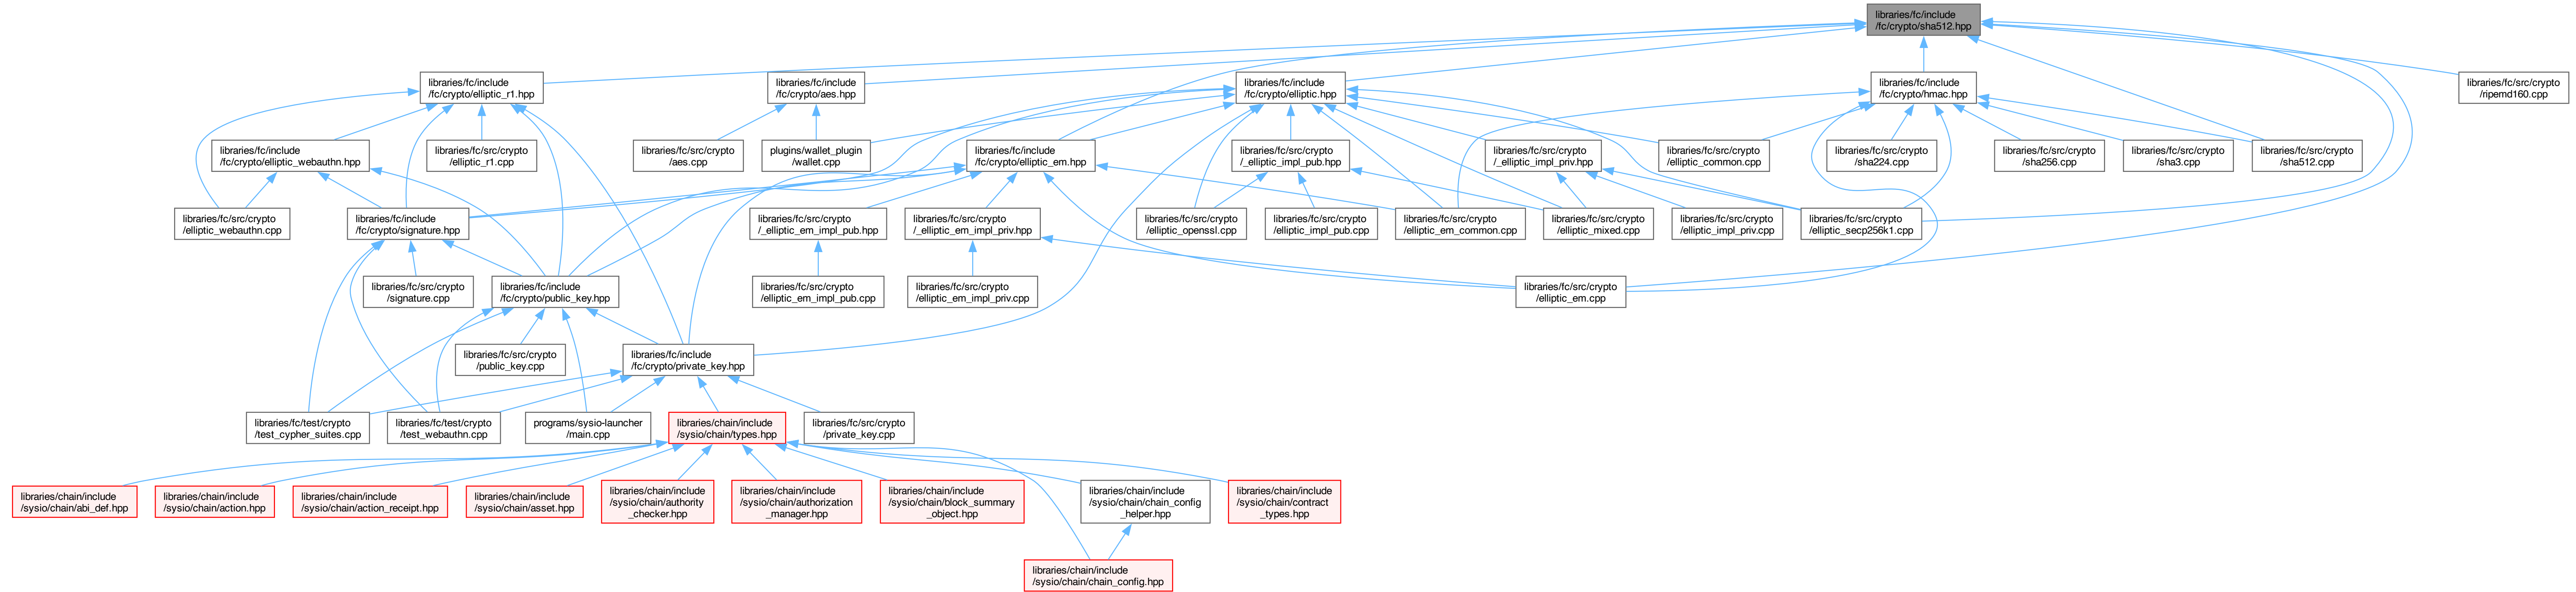 libraries/fc/include
/fc/crypto/sha512.hpp
libraries/fc/include
/fc/crypto/elliptic_r1.hpp
libraries/fc/include
/fc/crypto/aes.hpp
libraries/fc/include
/fc/crypto/elliptic.hpp
libraries/fc/include
/fc/crypto/hmac.hpp
libraries/fc/src/crypto
/ripemd160.cpp
libraries/fc/include
/fc/crypto/elliptic_webauthn.hpp
libraries/fc/src/crypto
/elliptic_r1.cpp
libraries/fc/src/crypto
/aes.cpp
plugins/wallet_plugin
/wallet.cpp
libraries/fc/include
/fc/crypto/elliptic_em.hpp
libraries/fc/src/crypto
/_elliptic_impl_pub.hpp
libraries/fc/src/crypto
/_elliptic_impl_priv.hpp
libraries/fc/src/crypto
/elliptic_common.cpp
libraries/fc/src/crypto
/sha224.cpp
libraries/fc/src/crypto
/sha256.cpp
libraries/fc/src/crypto
/sha3.cpp
libraries/fc/src/crypto
/sha512.cpp
libraries/fc/src/crypto
/elliptic_webauthn.cpp
libraries/fc/include
/fc/crypto/signature.hpp
libraries/fc/src/crypto
/_elliptic_em_impl_pub.hpp
libraries/fc/src/crypto
/_elliptic_em_impl_priv.hpp
libraries/fc/src/crypto
/elliptic_openssl.cpp
libraries/fc/src/crypto
/elliptic_impl_pub.cpp
libraries/fc/src/crypto
/elliptic_em_common.cpp
libraries/fc/src/crypto
/elliptic_mixed.cpp
libraries/fc/src/crypto
/elliptic_impl_priv.cpp
libraries/fc/src/crypto
/elliptic_secp256k1.cpp
libraries/fc/src/crypto
/signature.cpp
libraries/fc/include
/fc/crypto/public_key.hpp
libraries/fc/src/crypto
/elliptic_em_impl_pub.cpp
libraries/fc/src/crypto
/elliptic_em_impl_priv.cpp
libraries/fc/src/crypto
/elliptic_em.cpp
libraries/fc/src/crypto
/public_key.cpp
libraries/fc/include
/fc/crypto/private_key.hpp
libraries/fc/test/crypto
/test_cypher_suites.cpp
libraries/fc/test/crypto
/test_webauthn.cpp
programs/sysio-launcher
/main.cpp
libraries/chain/include
/sysio/chain/types.hpp
libraries/fc/src/crypto
/private_key.cpp
libraries/chain/include
/sysio/chain/abi_def.hpp
libraries/chain/include
/sysio/chain/action.hpp
libraries/chain/include
/sysio/chain/action_receipt.hpp
libraries/chain/include
/sysio/chain/asset.hpp
libraries/chain/include
/sysio/chain/authority
_checker.hpp
libraries/chain/include
/sysio/chain/authorization
_manager.hpp
libraries/chain/include
/sysio/chain/block_summary
_object.hpp
libraries/chain/include
/sysio/chain/chain_config
_helper.hpp
libraries/chain/include
/sysio/chain/contract
_types.hpp
libraries/chain/include
/sysio/chain/chain_config.hpp